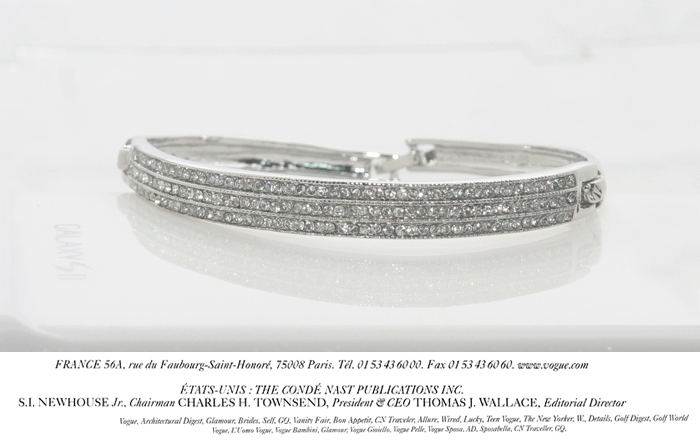 FRANCE 56A, rue du Faubourg-Saint-Honoré, 75008 Paris. Tél. 01 53 43 60 00. Fax 01 53 43 60 60. www.vogue.com
ÉTATS-UNIS : THE CONDÉ NAST PUBLICATIONS INC.
S.I. NEWHOUSE Jr., Chairman CHARLES H. TOWNSEND, President & CEO THOMAS J. WALLACE, Editorial Director
Vogue, Architectural Digest, Glamour, Brides, Self, GQ, Vanity Fair, Bon Appetit, CN Traveler, Allure, Wired, Lucky, Teen Vogue, The New Yorker, W., Details, Golf Digest, Golf World
Vogue, L'Uomo Vogue, Vogue Bambini, Glamour, Vogue Gioiello, Vogue Pelle, Vogue Sposa, AD, Sposabella, CN Traveller, GQ.